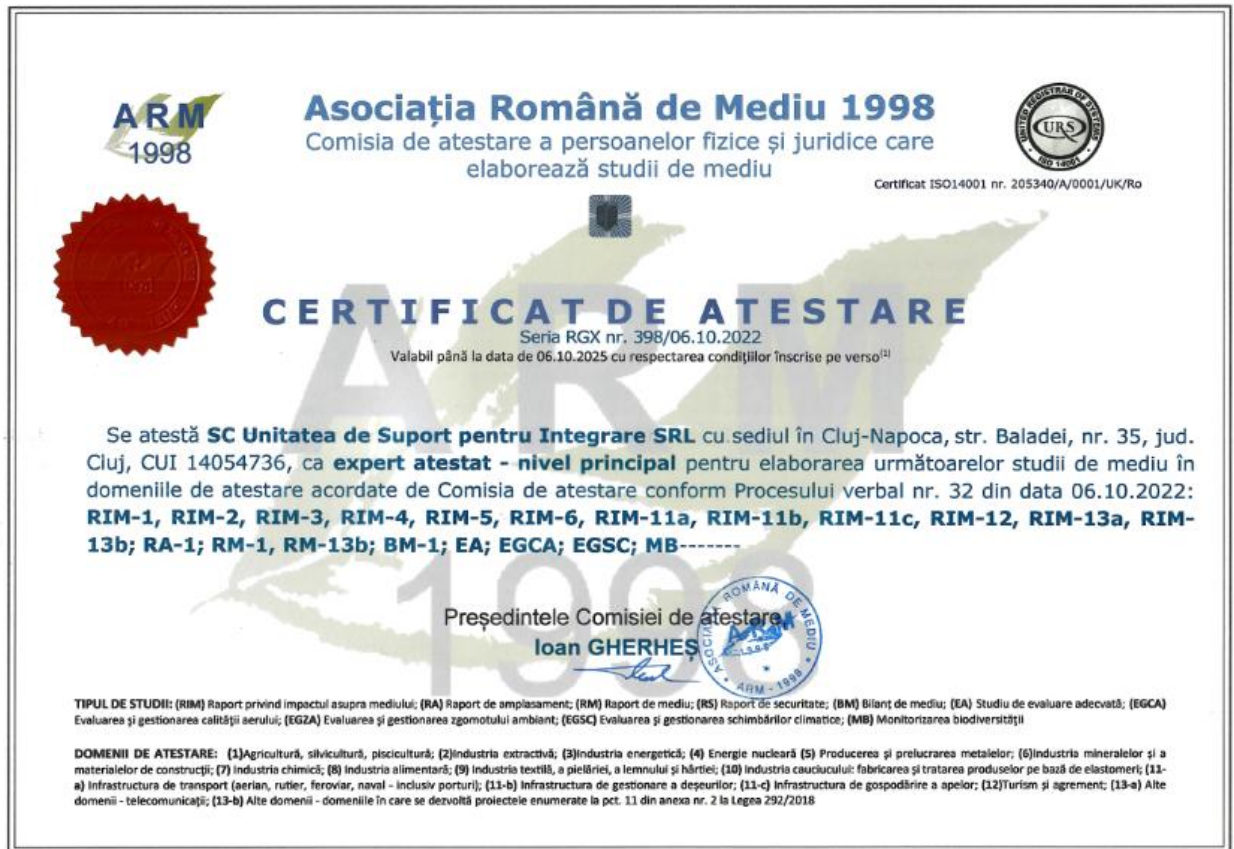 ARM
1998
Asociația Română de Mediu 1998
Comisia de atestare a persoanelor fizice și juridice care
elaborează studii de mediu
UNITED REGISTRAR OF SYSTEMS
URS
ISO 14001
Certificat ISO14001 nr. 205340/A/0001/UK/Ro
CERTIFICAT DE ATESTARE
Seria RGX nr. 398/06.10.2022
Valabil până la data de 06.10.2025 cu respectarea condițiilor înscrise pe verso(1)
Se atestă SC Unitatea de Suport pentru Integrare SRL cu sediul în Cluj-Napoca, str. Baladei, nr. 35, jud.
Cluj, CUI 14054736, ca expert atestat - nivel principal pentru elaborarea următoarelor studii de mediu în
domeniile de atestare acordate de Comisia de atestare conform Procesului verbal nr. 32 din data 06.10.2022:
RIM-1, RIM-2, RIM-3, RIM-4, RIM-5, RIM-6, RIM-11a, RIM-11b, RIM-11c, RIM-12, RIM-13a, RIM-
13b; RA-1; RM-1, RM-13b; BM-1; EA; EGCA; EGSC; MB-------
ARM
1998
Președintele Comisiei de atestare,
Ioan GHERHEȘ
ASOCIAȚIA ROMÂNĂ DE MEDIU
ARM
1998
ARM - 1998
TIPUL DE STUDII: (RIM) Raport privind impactul asupra mediului; (RA) Raport de amplasament; (RM) Raport de mediu; (RS) Raport de securitate; (BM) Bilanț de mediu; (EA) Studiu de evaluare adecvată; (EGCA)
Evaluarea și gestionarea calității aerului; (EGZA) Evaluarea și gestionarea zgomotului ambiant; (EGSC) Evaluarea și gestionarea schimbărilor climatice; (MB) Monitorizarea biodiversității
DOMENII DE ATESTARE: (1)Agricultură, silvicultură, piscicultură; (2)Industria extractivă; (3)Industria energetică; (4) Energie nucleară (5) Producerea și prelucrarea metalelor; (6)Industria mineralelor și a
materialelor de construcții; (7) Industria chimică; (8) Industria alimentară; (9) Industria textilă, a pielăriei, a lemnului și hârtiei; (10) Industria cauciucului: fabricarea și tratarea produselor pe bază de elastomeri; (11-
a) Infrastructura de transport (aerian, rutier, feroviar, naval - inclusiv porturi); (11-b) Infrastructura de gestionare a deșeurilor; (11-c) Infrastructura de gospodărire a apelor; (12)Turism și agrement; (13-a) Alte
domenii - telecomunicații; (13-b) Alte domenii - domeniile în care se dezvoltă proiectele enumerate la pct. 11 din anexa nr. 2 la Legea 292/2018